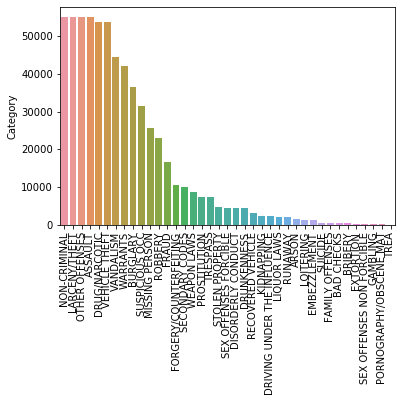 50000
40000
30000
20000
10000
0
Category
NON-CRIMINAL
LARCENY/THEFT
OTHER OFFENSES
ASSAULT
DRUG/NARCOTIC
VEHICLE THEFT
VANDALISM
WARRANTS
BURGLARY
SUSPICIOUS OCC
MISSING PERSON
ROBBERY
FRAUD
FORGERY/COUNTERFEITING
SECONDARY CODES
WEAPON LAWS
PROSTITUTION
TRESPASS
STOLEN PROPERTY
SEX OFFENSES FORCIBLE
DISORDERLY CONDUCT
DRUNKENNESS
RECOVERED VEHICLE
KIDNAPPING
DRIVING UNDER THE INFLUENCE
LIQUOR LAWS
RUNAWAY
ARSON
LOITERING
EMBEZZLEMENT
SUICIDE
FAMILY OFFENSES
BAD CHECKS
BRIBERY
EXTORTION
SEX OFFENSES NON FORCIBLE
GAMBLING
PORNOGRAPHY/OBSCENE MAT
TREA